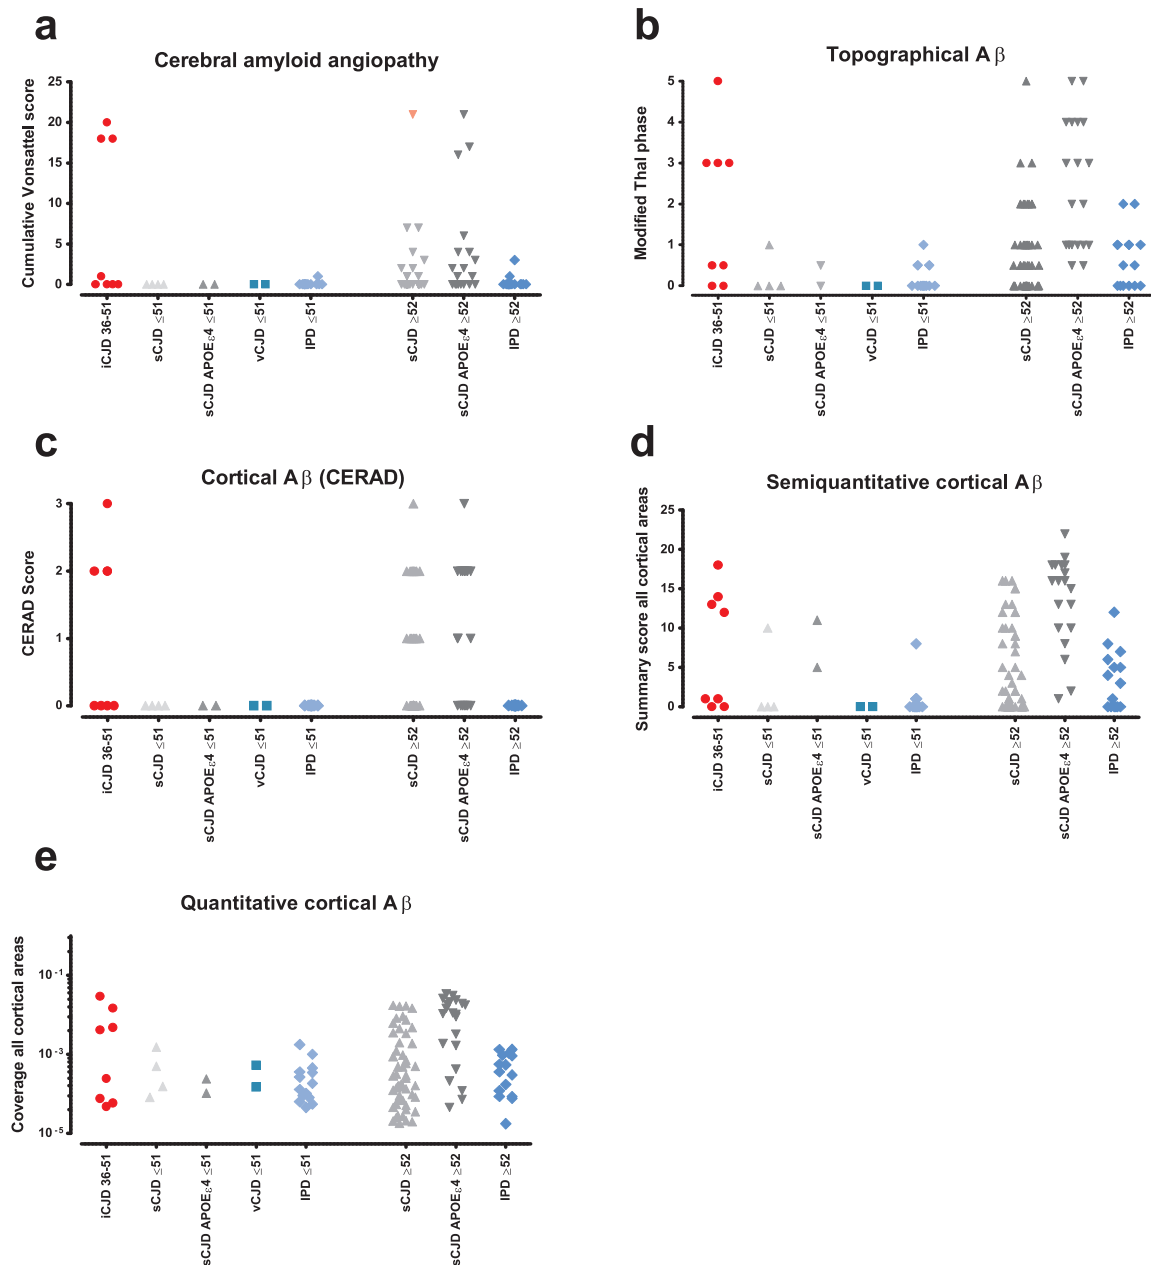 a
Cerebral amyloid angiopathy
Cumulative Vonsattel score
25
20
15
10
5
0
iCJD 36-51
sCJD ≤51
sCJD APOEε4 ≤51
vCJD ≤51
IPD ≤51
sCJD ≥52
sCJD APOEε4 ≥52
IPD ≥52
b
Topographical Aβ
Modified Thal phase
5
4
3
2
1
0
iCJD 36-51
sCJD ≤51
sCJD APOEε4 ≤51
vCJD ≤51
IPD ≤51
sCJD ≥52
sCJD APOEε4 ≥52
IPD ≥52
c
Cortical Aβ (CERAD)
CERAD Score
3
2
1
0
iCJD 36-51
sCJD ≤51
sCJD APOEε4 ≤51
vCJD ≤51
IPD ≤51
sCJD ≥52
sCJD APOEε4 ≥52
IPD ≥52
d
Semiquantitative cortical Aβ
Summary score all cortical areas
25
20
15
10
5
0
iCJD 36-51
sCJD ≤51
sCJD APOEε4 ≤51
vCJD ≤51
IPD ≤51
sCJD ≥52
sCJD APOEε4 ≥52
IPD ≥52
e
Quantitative cortical Aβ
Coverage all cortical areas
10⁻¹
10⁻³
10⁻⁵
iCJD 36-51
sCJD ≤51
sCJD APOEε4 ≤51
vCJD ≤51
IPD ≤51
sCJD ≥52
sCJD APOEε4 ≥52
IPD ≥52